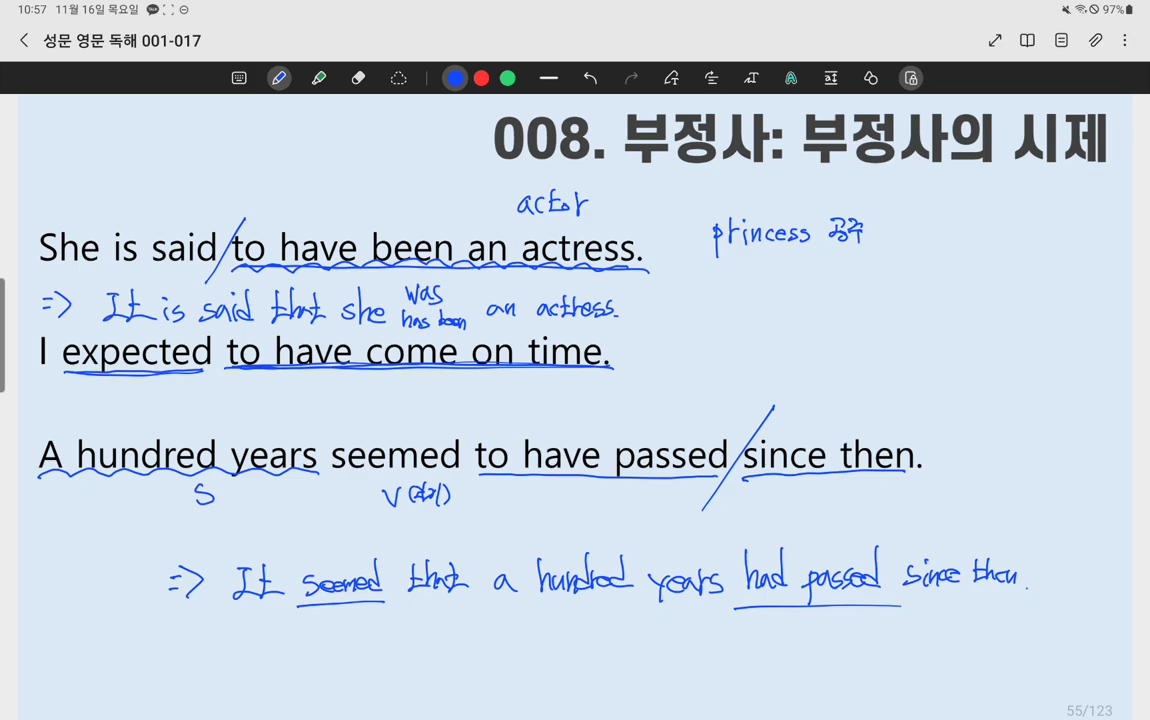 10:57 11월 16일 목요일
97%
성문 영문 독해 001-017
008. 부정사: 부정사의 시제
actor
She is said to have been an actress.
princess 공주
=> It is said that she was an actress.
has been
I expected to have come on time.
A hundred years seemed to have passed since then.
S V (과거)
=> It seemed that a hundred years had passed since then.
55/123